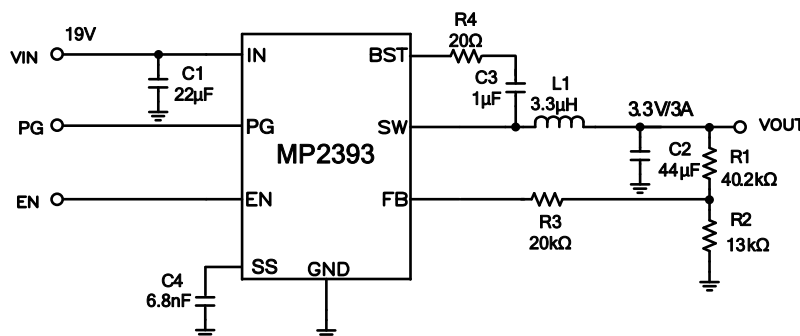 19V
VIN
IN
C1
22µF
PG
PG
EN
EN
MP2393
BST
R4
20Ω
C3
1µF
SW
L1
3.3µH
3.3V/3A
VOUT
C2
44µF
R1
40.2kΩ
FB
R3
20kΩ
R2
13kΩ
SS
GND
C4
6.8nF